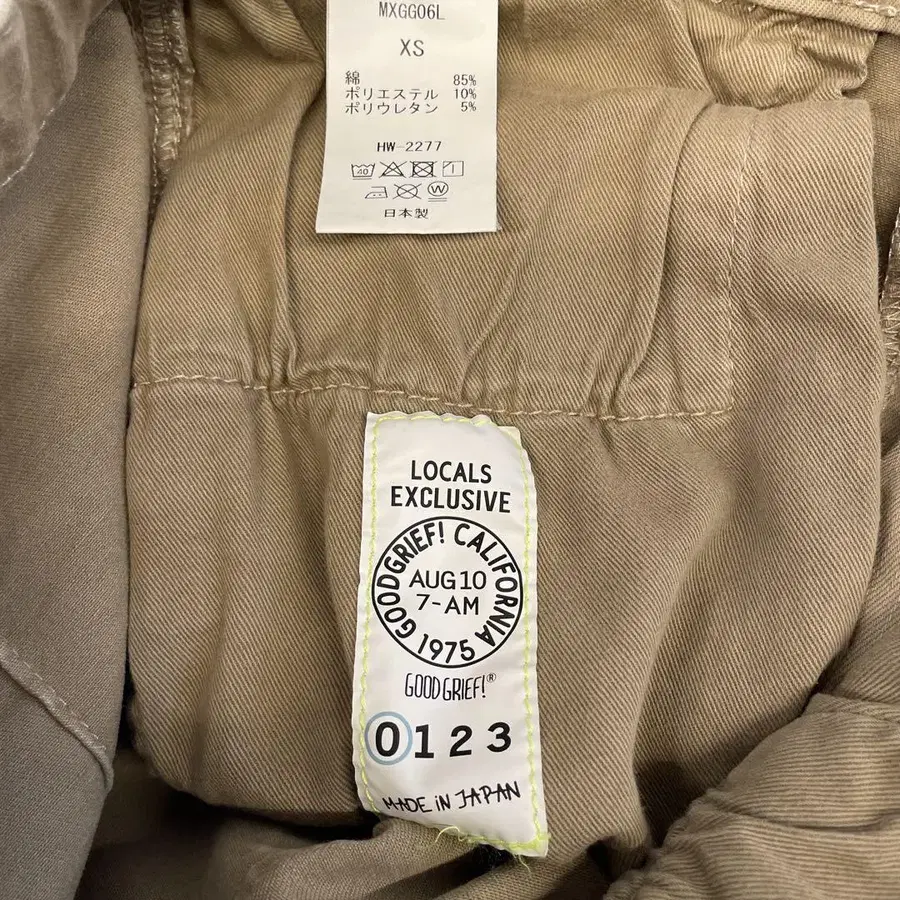 MXGG06L
XS
綿 85%
ポリエステル 10%
ポリウレタン 5%
HW-2277
40
W
日本製
LOCALS
EXCLUSIVE
GOODGRIEF! CALIFORNIA
AUG 10
7-AM
1975
GOOD GRIEF!®
0 1 2 3
MADE iN JAPAN